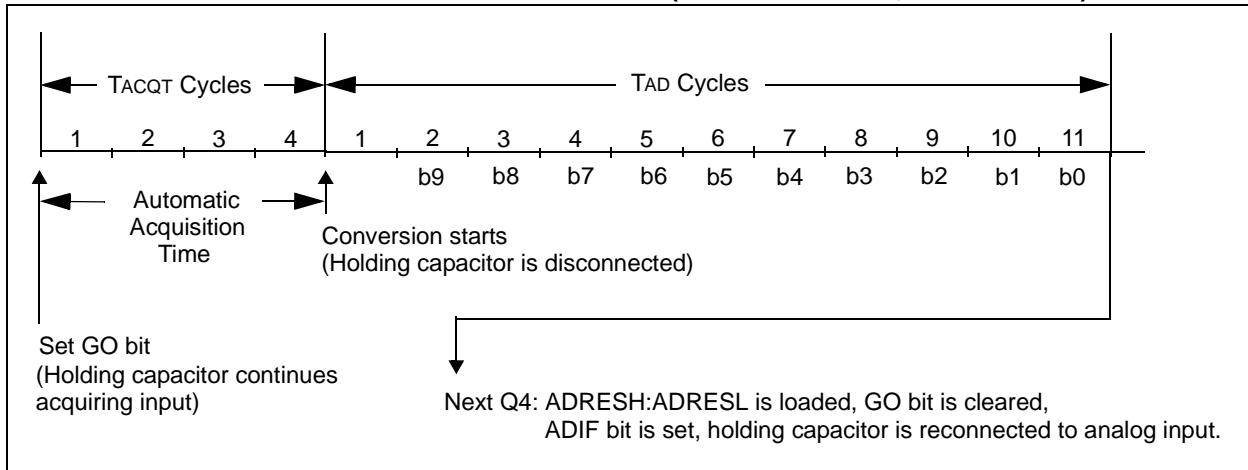 TACQT Cycles
TAD Cycles
1 2 3 4 1 2 3 4 5 6 7 8 9 10 11
b9 b8 b7 b6 b5 b4 b3 b2 b1 b0
Automatic
Acquisition
Time
Conversion starts
(Holding capacitor is disconnected)
Set GO bit
(Holding capacitor continues
acquiring input)
Next Q4: ADRESH:ADRESL is loaded, GO bit is cleared,
ADIF bit is set, holding capacitor is reconnected to analog input.